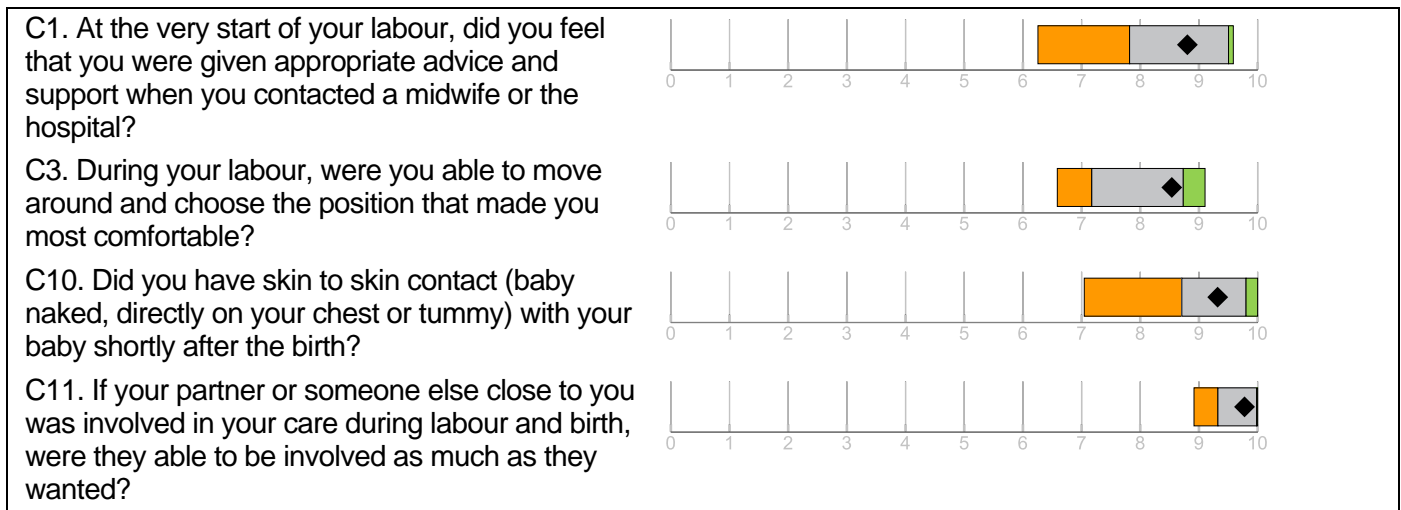 C1. At the very start of your labour, did you feel
that you were given appropriate advice and
support when you contacted a midwife or the
hospital?
0 1 2 3 4 5 6 7 8 9 10
C3. During your labour, were you able to move
around and choose the position that made you
most comfortable?
0 1 2 3 4 5 6 7 8 9 10
C10. Did you have skin to skin contact (baby
naked, directly on your chest or tummy) with your
baby shortly after the birth?
0 1 2 3 4 5 6 7 8 9 10
C11. If your partner or someone else close to you
was involved in your care during labour and birth,
were they able to be involved as much as they
wanted?
0 1 2 3 4 5 6 7 8 9 10